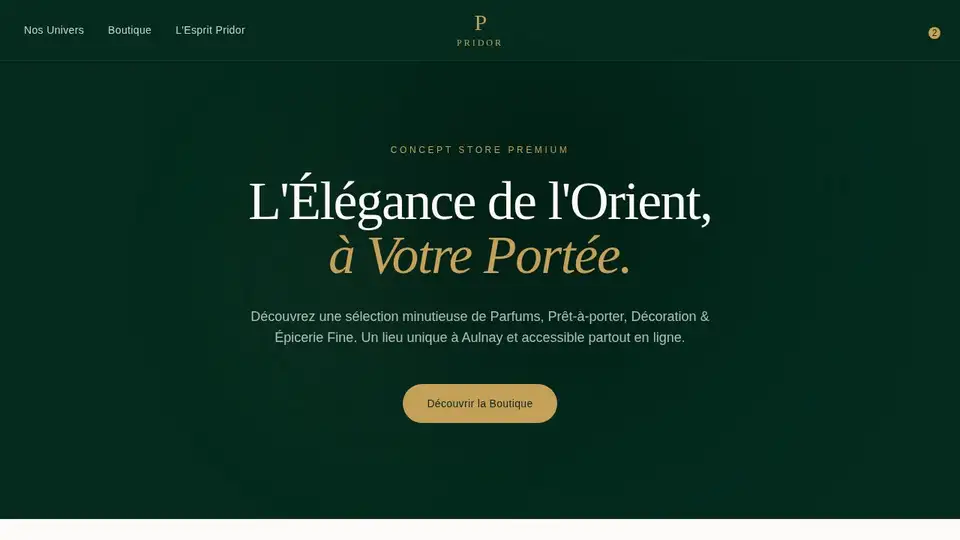 Nos Univers
Boutique
L'Esprit Pridor
P
PRIDOR
2
CONCEPT STORE PREMIUM
L'Élégance de l'Orient,
à Votre Portée.
Découvrez une sélection minutieuse de Parfums, Prêt-à-porter, Décoration &
Épicerie Fine. Un lieu unique à Aulnay et accessible partout en ligne.
Découvrir la Boutique